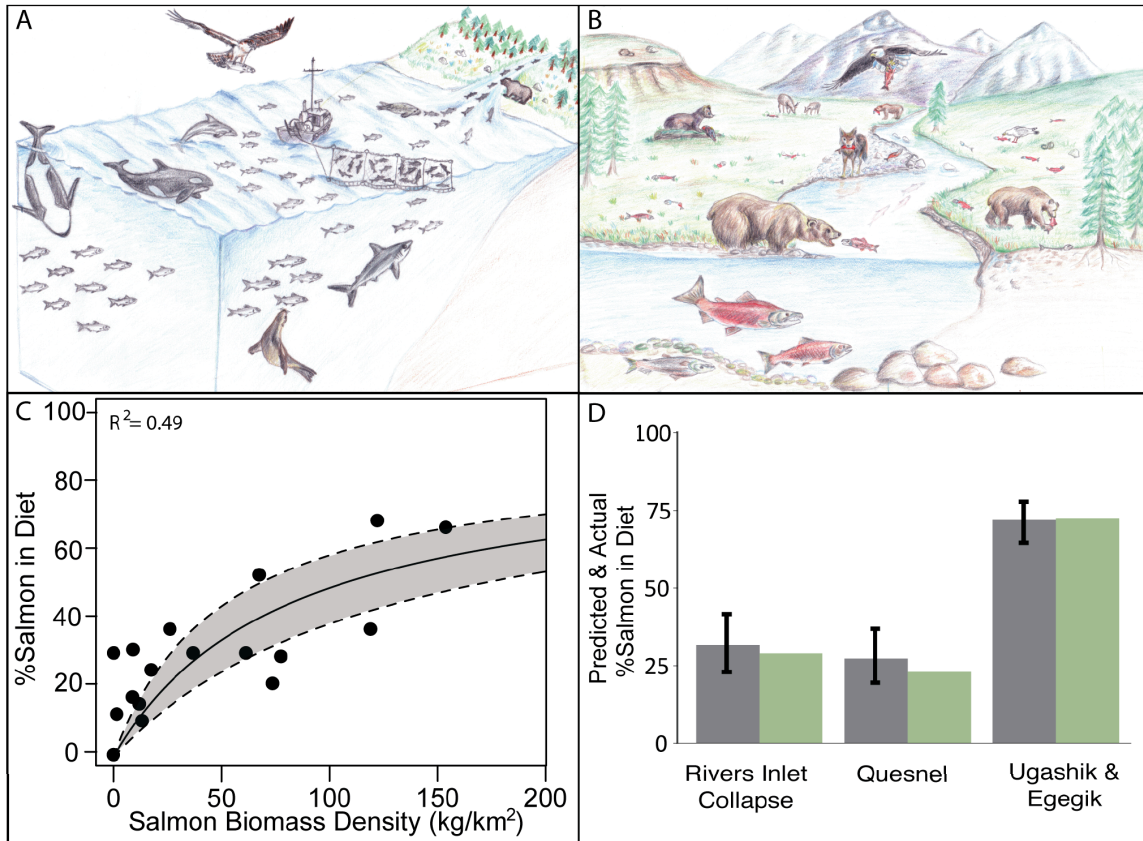 A
B
C
R²= 0.49
100
80
60
40
20
0
%Salmon in Diet
0
50
100
150
200
Salmon Biomass Density (kg/km²)
D
100
75
50
25
0
Predicted & Actual
%Salmon in Diet
Rivers Inlet
Collapse
Quesnel
Ugashik &
Egegik